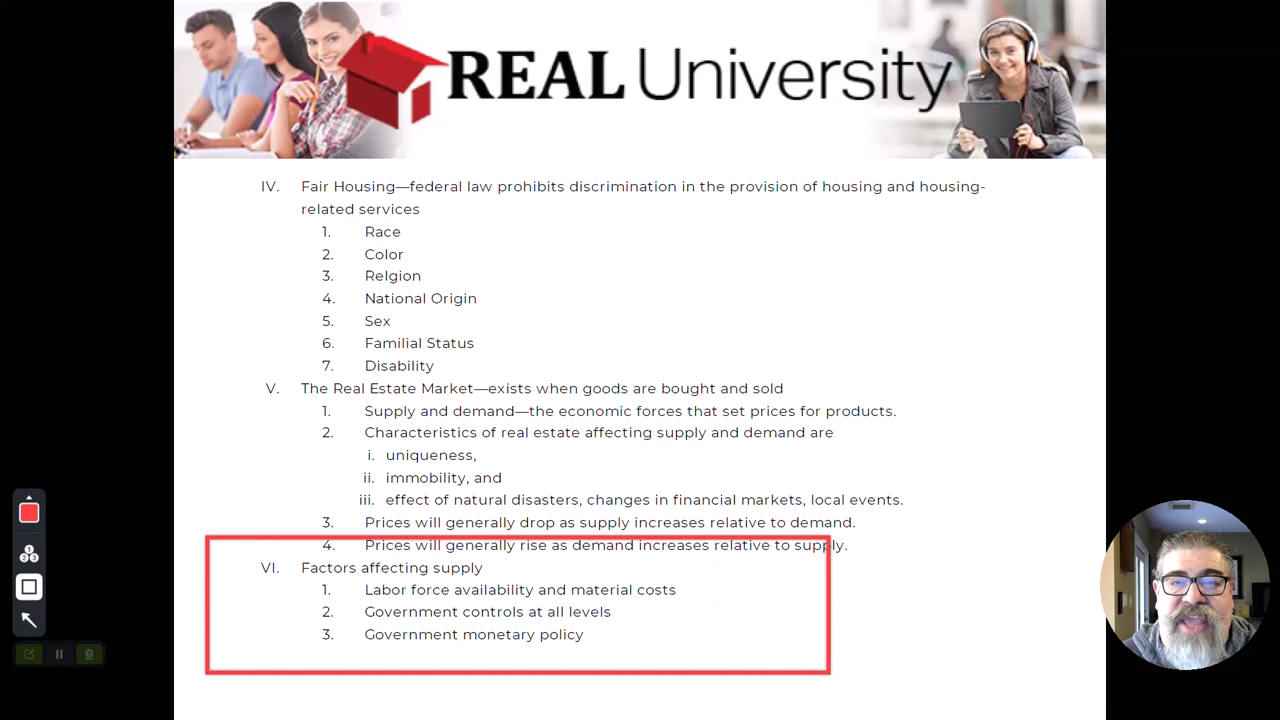 REAL University
IV. Fair Housing—federal law prohibits discrimination in the provision of housing and housing-
related services
1. Race
2. Color
3. Relgion
4. National Origin
5. Sex
6. Familial Status
7. Disability
V. The Real Estate Market—exists when goods are bought and sold
1. Supply and demand—the economic forces that set prices for products.
2. Characteristics of real estate affecting supply and demand are
i. uniqueness,
ii. immobility, and
iii. effect of natural disasters, changes in financial markets, local events.
3. Prices will generally drop as supply increases relative to demand.
4. Prices will generally rise as demand increases relative to supply.
VI. Factors affecting supply
1. Labor force availability and material costs
2. Government controls at all levels
3. Government monetary policy